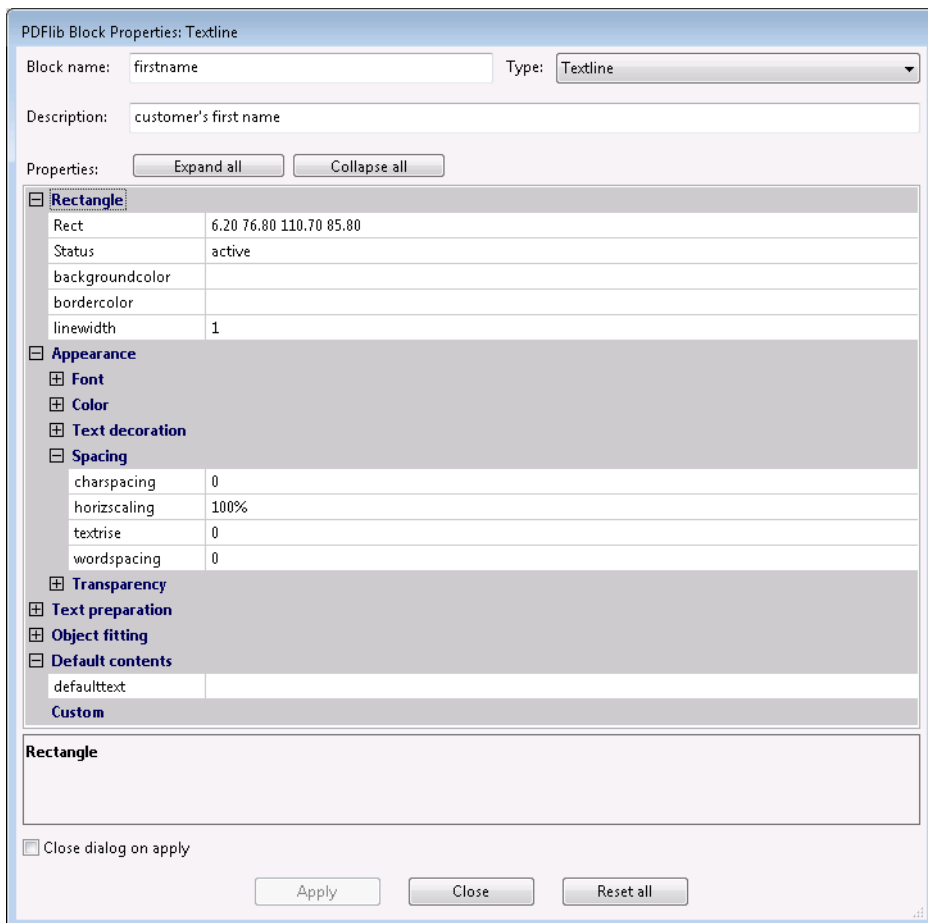 PDFlib Block Properties: Textline
Block name: firstname Type: Textline
Description: customer's first name
Properties: Expand all Collapse all
Rectangle
Rect 6.20 76.80 110.70 85.80
Status active
backgroundcolor
bordercolor
linewidth 1
Appearance
Font
Color
Text decoration
Spacing
charspacing 0
horizscaling 100%
textrise 0
wordspacing 0
Transparency
Text preparation
Object fitting
Default contents
defaulttext
Custom
Rectangle
Close dialog on apply
Apply Close Reset all